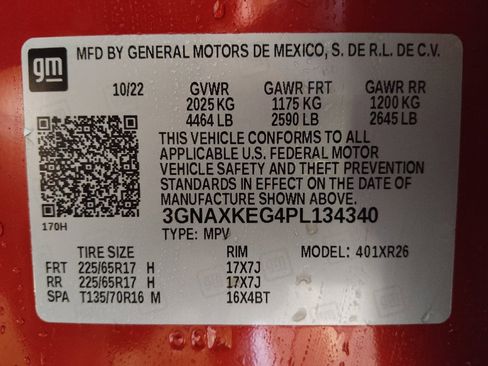 gm
MFD BY GENERAL MOTORS DE MEXICO, S. DE R.L. DE C.V.
10/22 GVWR GAWR FRT GAWR RR
2025 KG 1175 KG 1200 KG
4464 LB 2590 LB 2645 LB
THIS VEHICLE CONFORMS TO ALL
APPLICABLE U.S. FEDERAL MOTOR
VEHICLE SAFETY AND THEFT PREVENTION
STANDARDS IN EFFECT ON THE DATE OF
MANUFACTURE SHOWN ABOVE.
3GNAXKEG4PL134340
170H
TYPE: MPV
TIRE SIZE RIM MODEL: 401XR26
FRT 225/65R17 H 17X7J
RR 225/65R17 H 17X7J
SPA T135/70R16 M 16X4BT